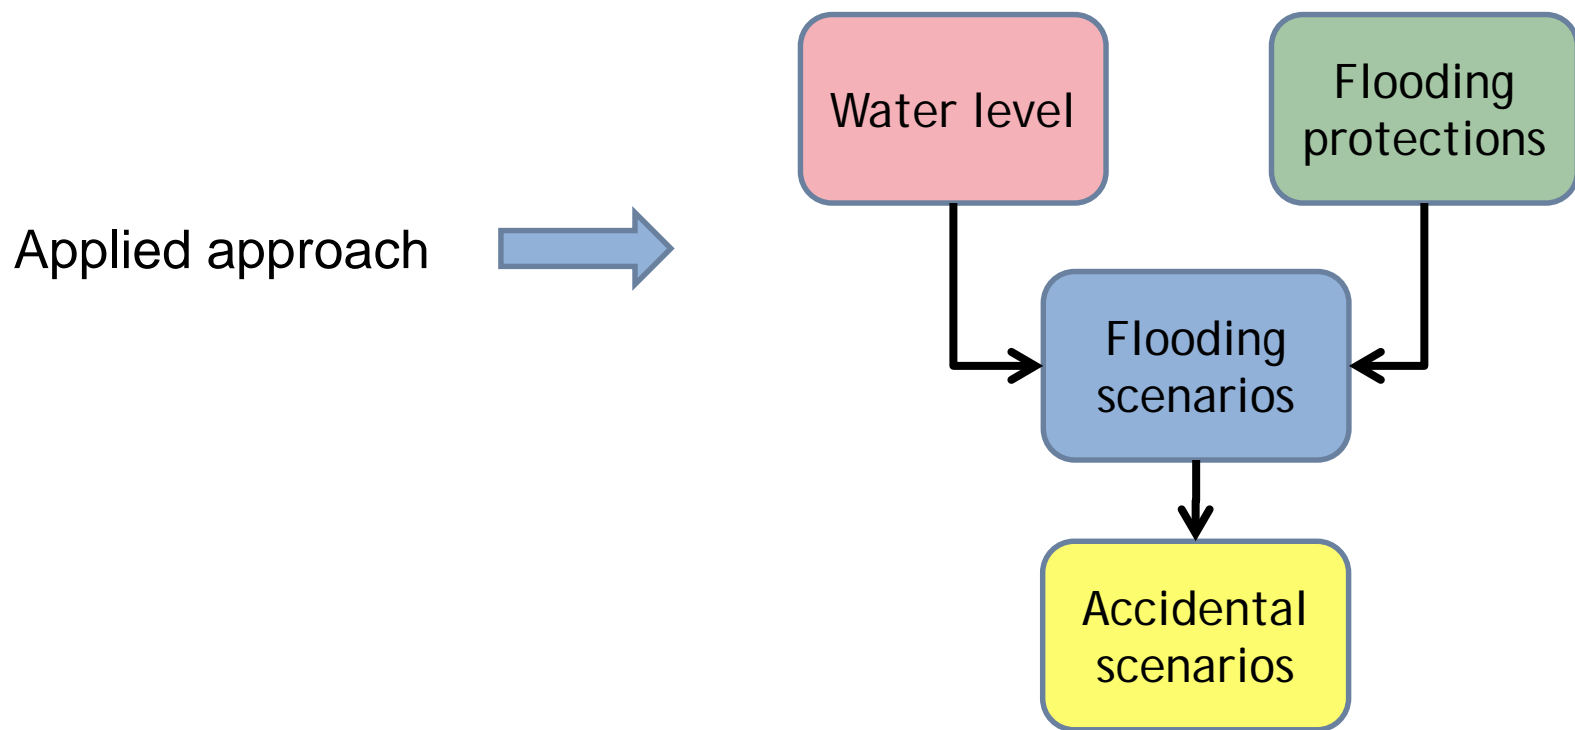 Water level
Flooding
protections
Applied approach
Flooding
scenarios
Accidental
scenarios